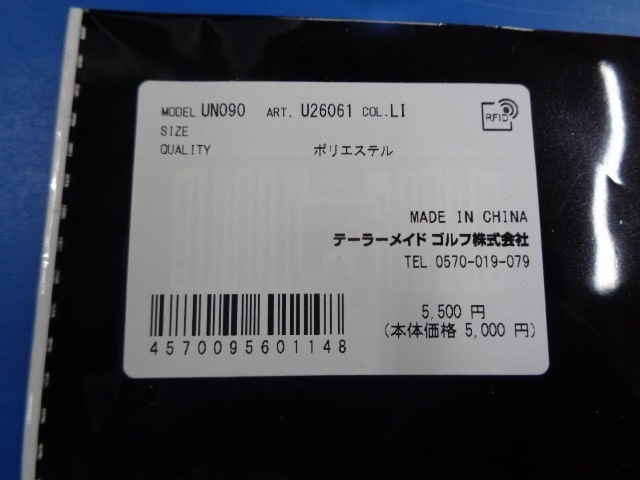 MODEL UN090 ART. U26061 COL.LI
RFID
SIZE
QUALITY ポリエステル
MADE IN CHINA
テーラーメイド ゴルフ株式会社
TEL 0570-019-079
5,500 円
(本体価格 5,000 円)
4570095601148